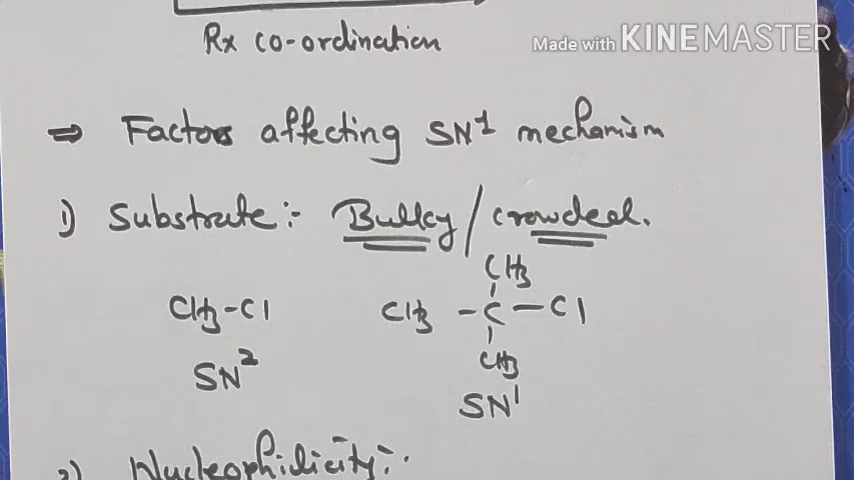 Rx co-ordination
Made with KINEMASTER
⇒ Factors affecting SN1 mechanism
1) Substrate:- Bulky / crowded.
CH3
CH3-Cl CH3 - C - Cl
CH3
SN2
SN1
2) Nucleophilicity:-